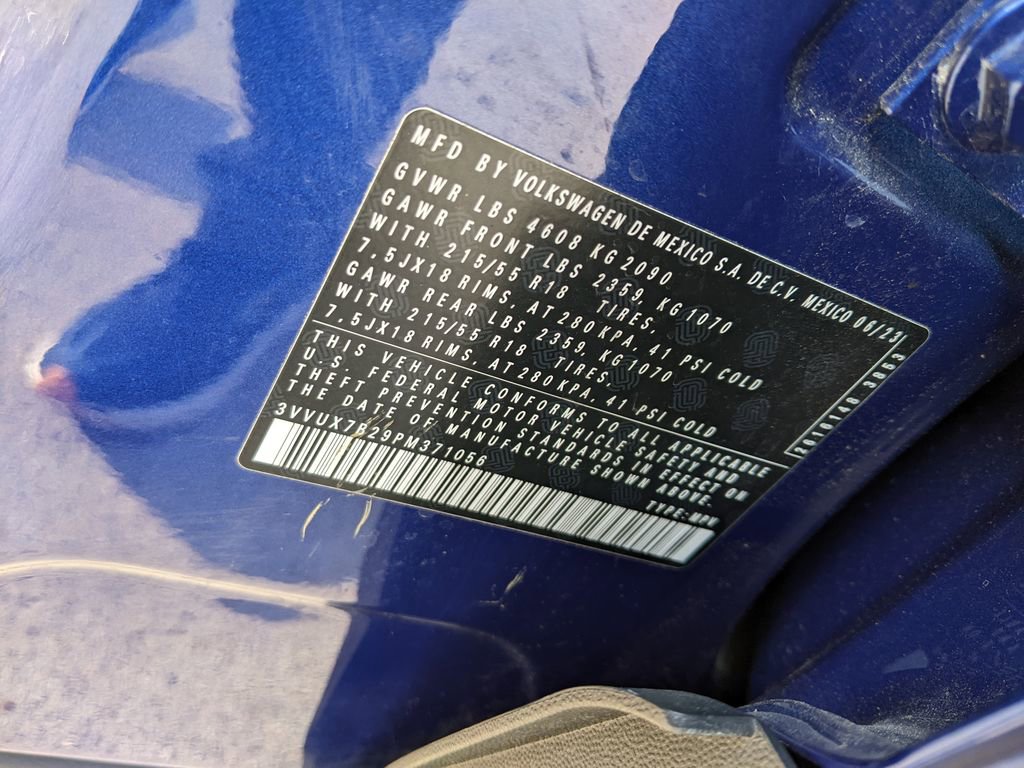 MFD BY VOLKSWAGEN DE MEXICO S.A. DE C.V. MEXICO 06/23
GVWR LBS 4608 KG 2090
GAWR FRONT LBS 2359, KG 1070
WITH 215/55 R18 TIRES,
7.5JX18 RIMS, AT 280 KPA, 41 PSI COLD
GAWR REAR LBS 2359, KG 1070
WITH 215/55 R18 TIRES,
7.5JX18 RIMS, AT 280 KPA, 41 PSI COLD
THIS VEHICLE CONFORMS TO ALL APPLICABLE
U.S. FEDERAL MOTOR VEHICLE SAFETY AND
THEFT PREVENTION STANDARDS IN EFFECT ON
THE DATE OF MANUFACTURE SHOWN ABOVE.
3VVUX7B29PM371056 TYPE: MPV